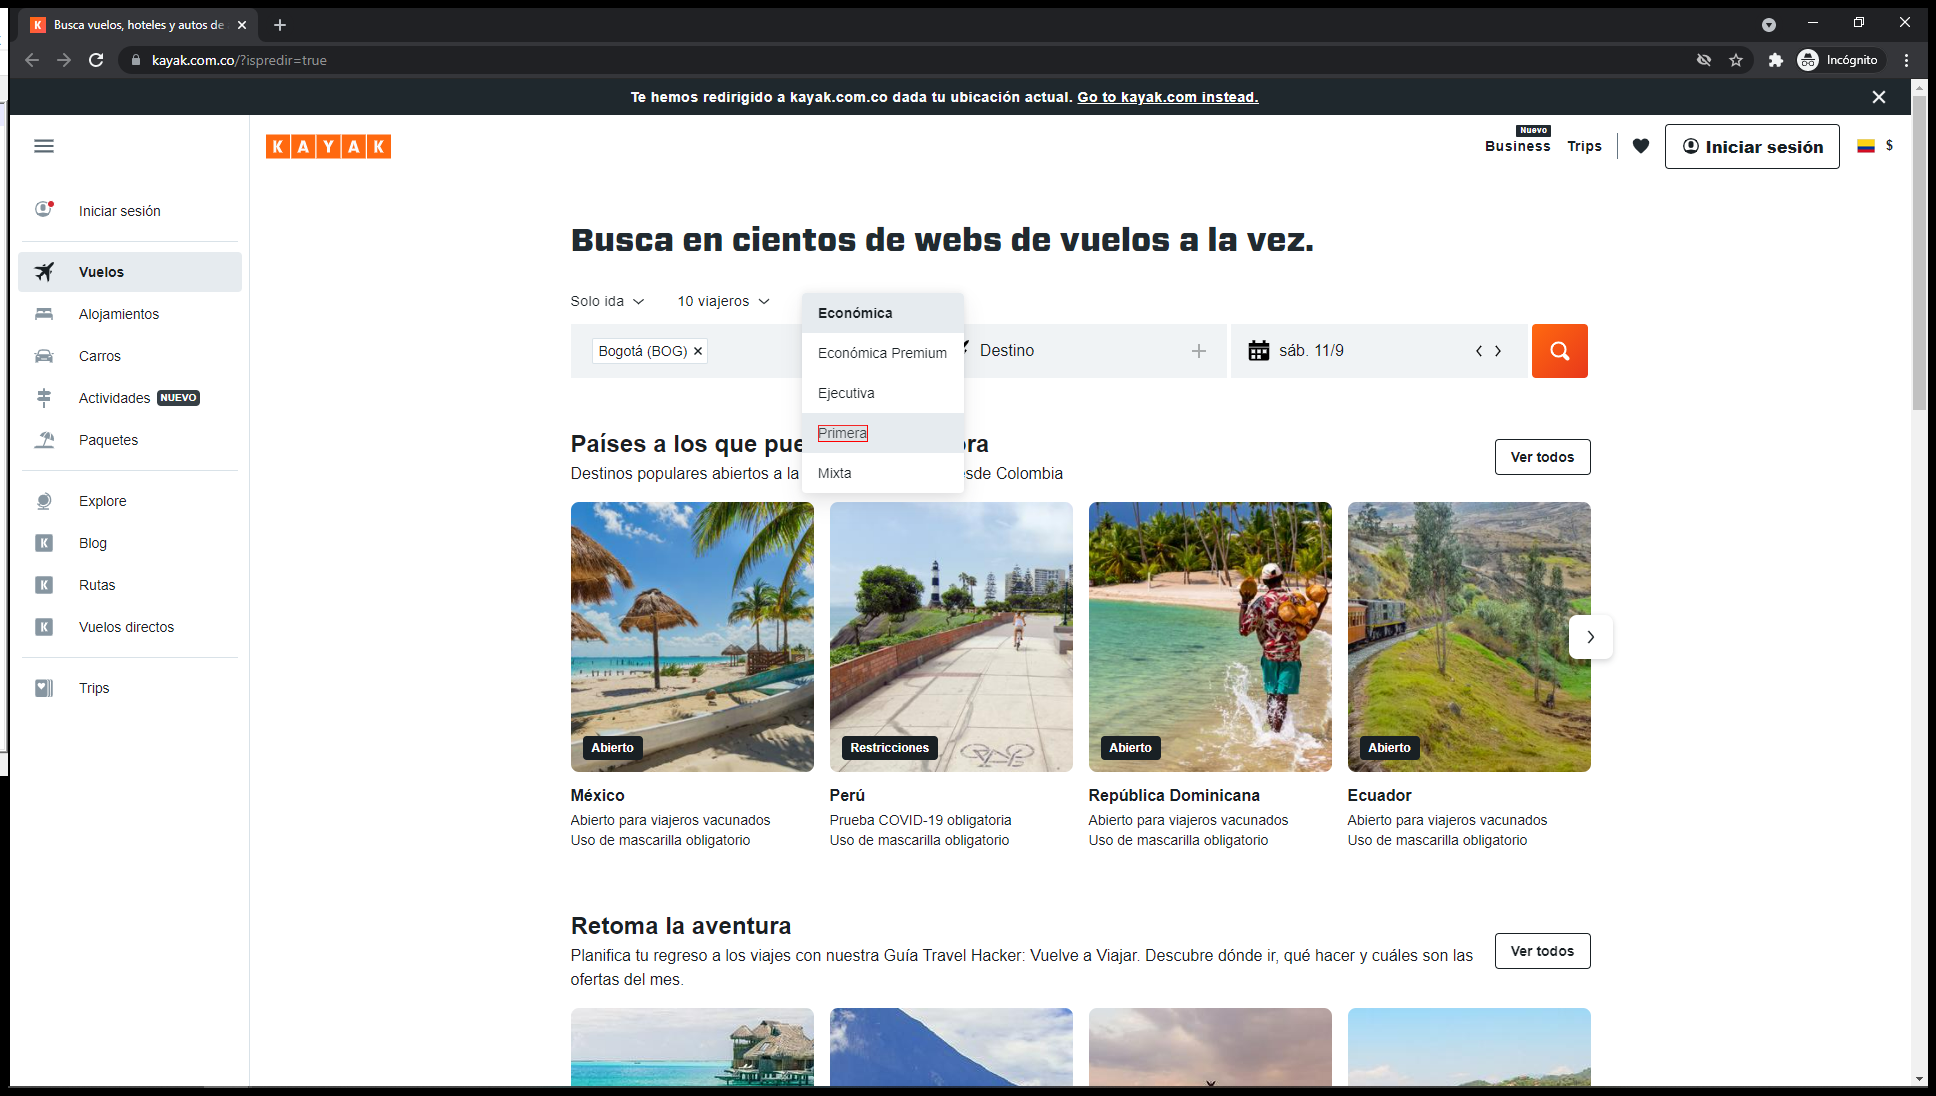 Busca vuelos, hoteles y autos de
kayak.com.co/?ispredir=true
Incógnito
Te hemos redirigido a kayak.com.co dada tu ubicación actual. Go to kayak.com instead.
KAYAK
Nuevo
Business
Trips
Iniciar sesión
$
Iniciar sesión
Vuelos
Alojamientos
Carros
Actividades NUEVO
Paquetes
Explore
K Blog
K Rutas
K Vuelos directos
Trips
Busca en cientos de webs de vuelos a la vez.
Solo ida
10 viajeros
Económica
Económica Premium
Ejecutiva
Primera
Mixta
Bogotá (BOG)
Destino
sáb. 11/9
Países a los que pue ora
Destinos populares abiertos a la sde Colombia
Ver todos
Abierto
Restricciones
Abierto
Abierto
México
Abierto para viajeros vacunados
Uso de mascarilla obligatorio
Perú
Prueba COVID-19 obligatoria
Uso de mascarilla obligatorio
República Dominicana
Abierto para viajeros vacunados
Uso de mascarilla obligatorio
Ecuador
Abierto para viajeros vacunados
Uso de mascarilla obligatorio
Retoma la aventura
Planifica tu regreso a los viajes con nuestra Guía Travel Hacker: Vuelve a Viajar. Descubre dónde ir, qué hacer y cuáles son las
ofertas del mes.
Ver todos